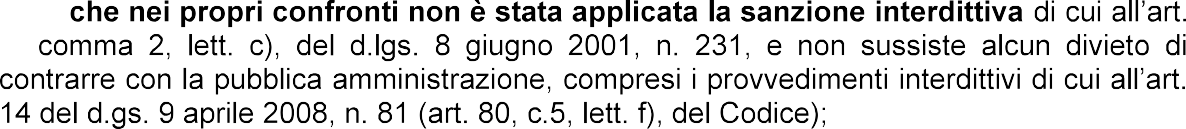 che nei propri confronti non è stata applicata la sanzione interdittiva di cui all'art.
comma 2, lett. c), del d.lgs. 8 giugno 2001, n. 231, e non sussiste alcun divieto di
contrarre con la pubblica amministrazione, compresi i provvedimenti interdittivi di cui all'art.
14 del d.gs. 9 aprile 2008, n. 81 (art. 80, c.5, lett. f), del Codice);